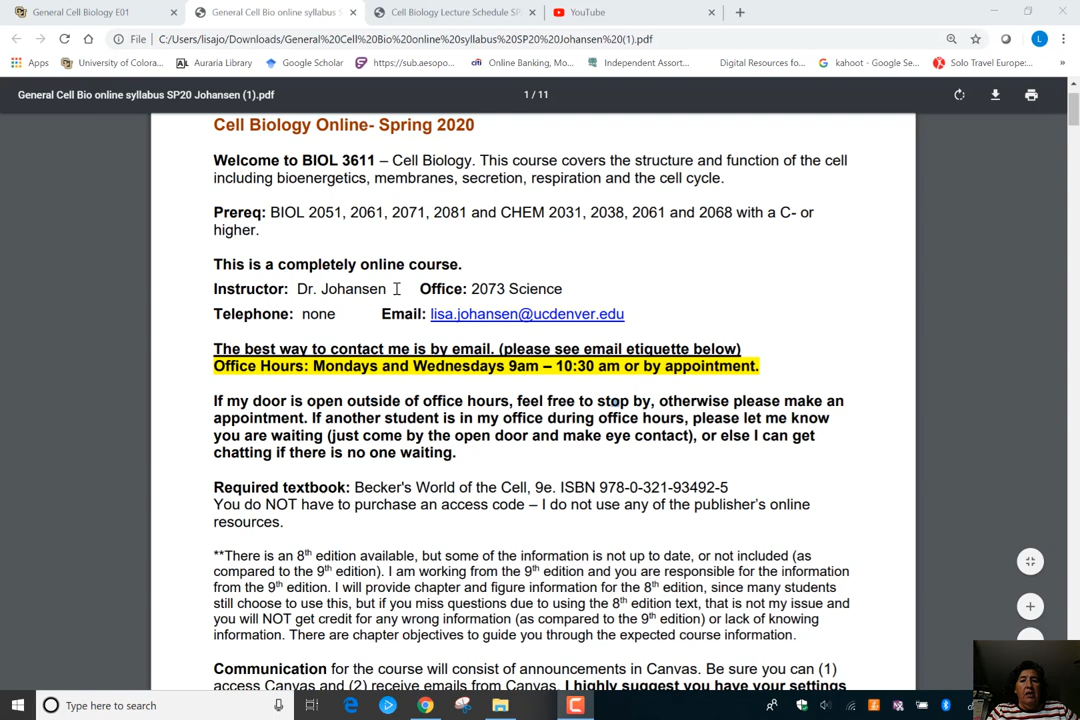 General Cell Biology E01
General Cell Bio online syllabus S
Cell Biology Lecture Schedule SP
YouTube
File
C:/Users/lisajo/Downloads/General%20Cell%20Bio%20online%20syllabus%20SP20%20Johansen%20(1).pdf
L
Apps
University of Colora...
Auraria Library
Google Scholar
https://sub.aesopo...
Online Banking, Mo...
Independent Assort...
Digital Resources fo...
kahoot - Google Se...
Solo Travel Europe:...
General Cell Bio online syllabus SP20 Johansen (1).pdf
1 / 11
Cell Biology Online- Spring 2020
Welcome to BIOL 3611 – Cell Biology. This course covers the structure and function of the cell
including bioenergetics, membranes, secretion, respiration and the cell cycle.
Prereq: BIOL 2051, 2061, 2071, 2081 and CHEM 2031, 2038, 2061 and 2068 with a C- or
higher.
This is a completely online course.
Instructor: Dr. Johansen Office: 2073 Science
Telephone: none Email: lisa.johansen@ucdenver.edu
The best way to contact me is by email. (please see email etiquette below)
Office Hours: Mondays and Wednesdays 9am – 10:30 am or by appointment.
If my door is open outside of office hours, feel free to stop by, otherwise please make an
appointment. If another student is in my office during office hours, please let me know
you are waiting (just come by the open door and make eye contact), or else I can get
chatting if there is no one waiting.
Required textbook: Becker's World of the Cell, 9e. ISBN 978-0-321-93492-5
You do NOT have to purchase an access code – I do not use any of the publisher's online
resources.
**There is an 8th edition available, but some of the information is not up to date, or not included (as
compared to the 9th edition). I am working from the 9th edition and you are responsible for the information
from the 9th edition. I will provide chapter and figure information for the 8th edition, since many students
still choose to use this, but if you miss questions due to using the 8th edition text, that is not my issue and
you will NOT get credit for any wrong information (as compared to the 9th edition) or lack of knowing
information. There are chapter objectives to guide you through the expected course information.
Communication for the course will consist of announcements in Canvas. Be sure you can (1)
access Canvas and (2) receive emails from Canvas. I highly suggest you have your settings
Type here to search